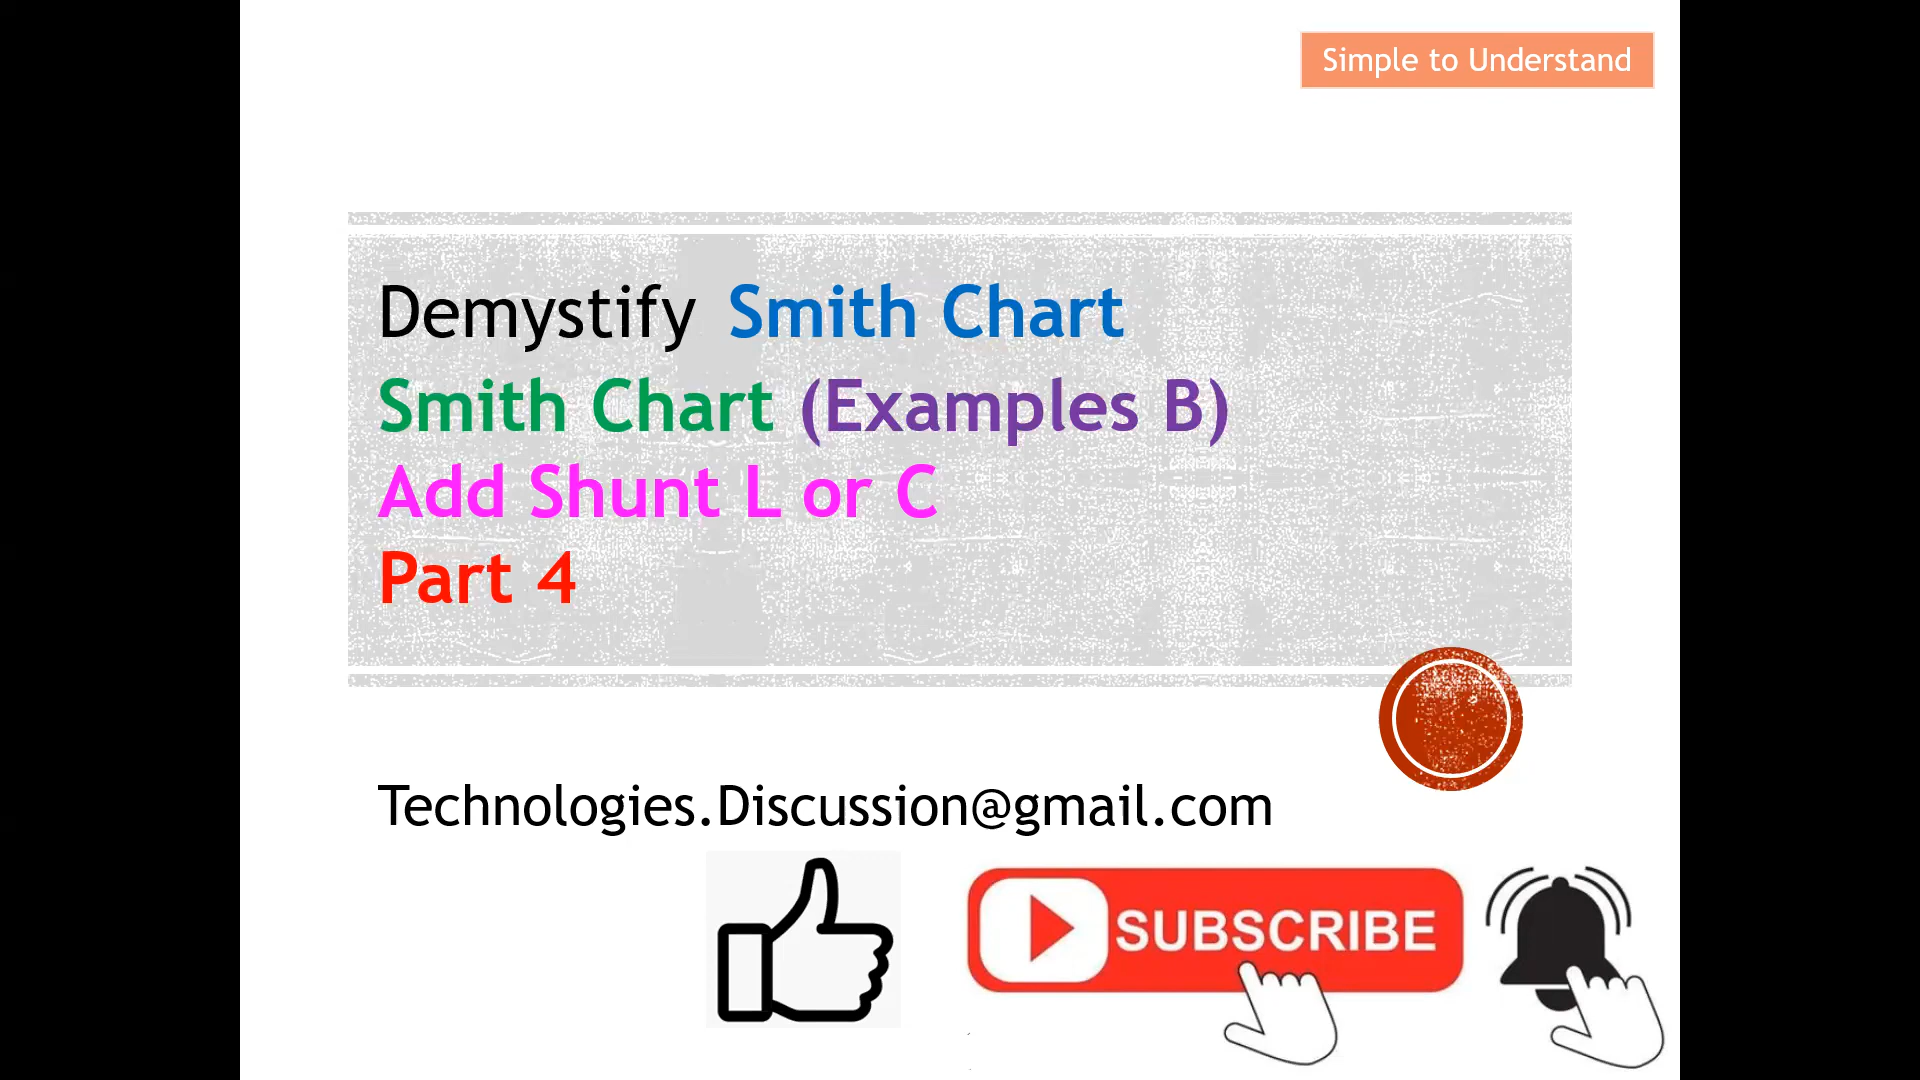 Simple to Understand
Demystify Smith Chart
Smith Chart (Examples B)
Add Shunt L or C
Part 4
Technologies.Discussion@gmail.com
SUBSCRIBE